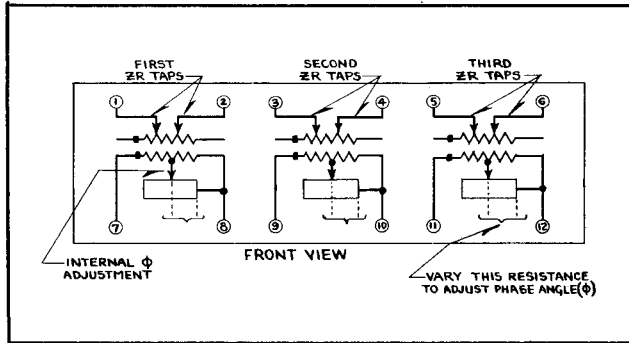 FIRST
ZR TAPS
SECOND
ZR TAPS
THIRD
ZR TAPS
1 2 3 4 5 6
7 8 9 10 11 12
INTERNAL ϕ
ADJUSTMENT
FRONT VIEW
VARY THIS RESISTANCE
TO ADJUST PHASE ANGLE(ϕ)